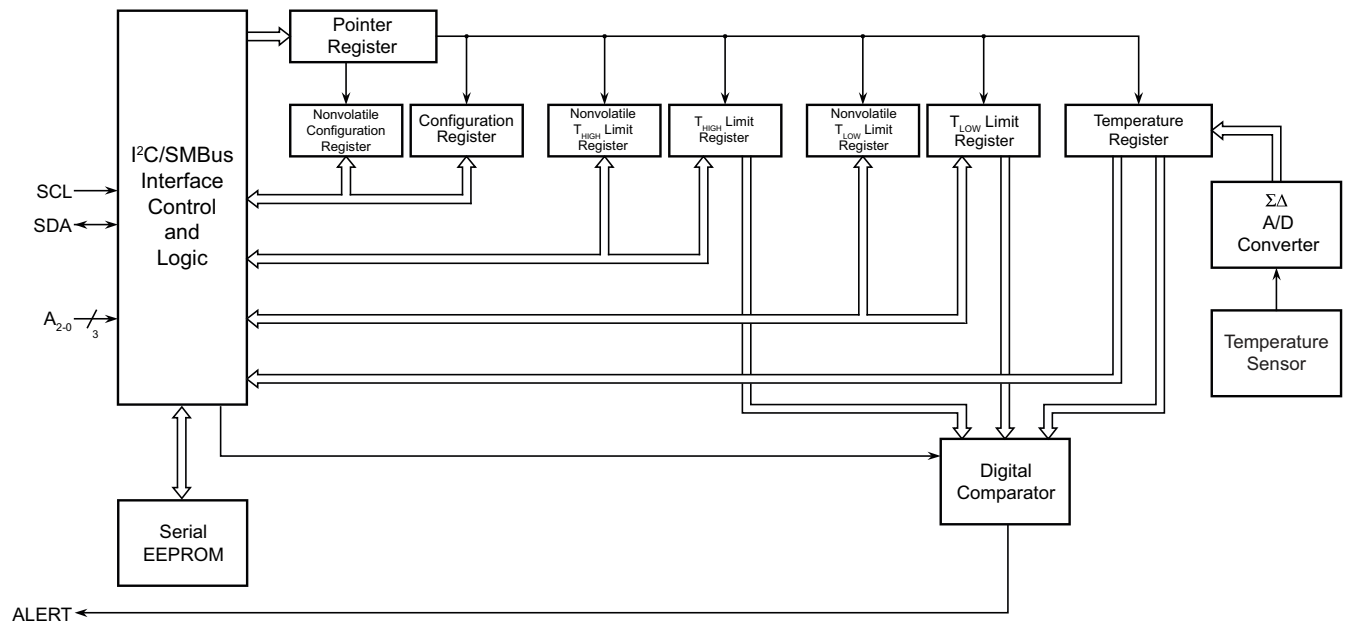 Pointer
Register
Nonvolatile
Configuration
Register
Configuration
Register
Nonvolatile
T_HIGH Limit
Register
T_HIGH Limit
Register
Nonvolatile
T_LOW Limit
Register
T_LOW Limit
Register
Temperature
Register
I²C/SMBus
Interface
Control
and
Logic
SCL
SDA
A₂₋₀
3
ΣΔ
A/D
Converter
Temperature
Sensor
Digital
Comparator
Serial
EEPROM
ALERT